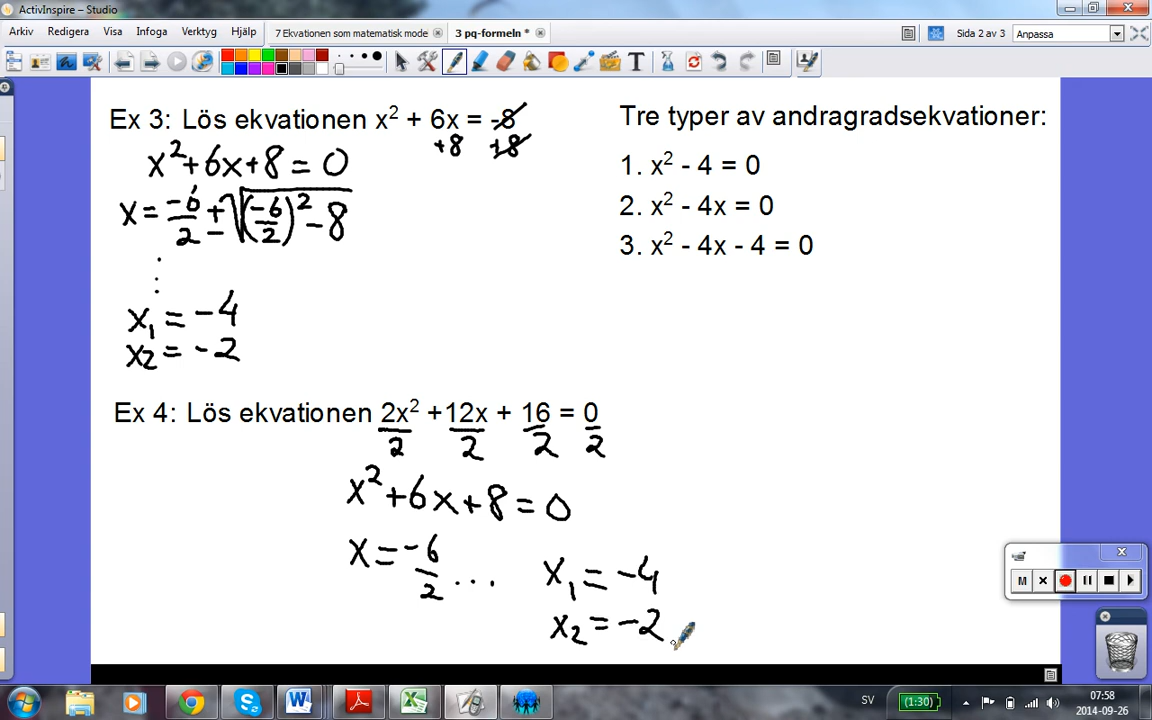 ActivInspire – Studio
Arkiv Redigera Visa Infoga Verktyg Hjälp
7 Ekvationen som matematisk mode
3 pq-formeln *
Sida 2 av 3
Anpassa
Ex 3: Lös ekvationen x² + 6x = -8
+8 +8
x²+6x+8=0
x = -6/2 ± √((-6/2)² - 8)
x₁ = -4
x₂ = -2
Tre typer av andragradsekvationer:
1. x² - 4 = 0
2. x² - 4x = 0
3. x² - 4x - 4 = 0
Ex 4: Lös ekvationen 2x² +12x + 16 = 0
2 2 2 2
x²+6x+8=0
x = -6/2 ...
x₁ = -4
x₂ = -2
M
SV
(1:30)
07:58
2014-09-26